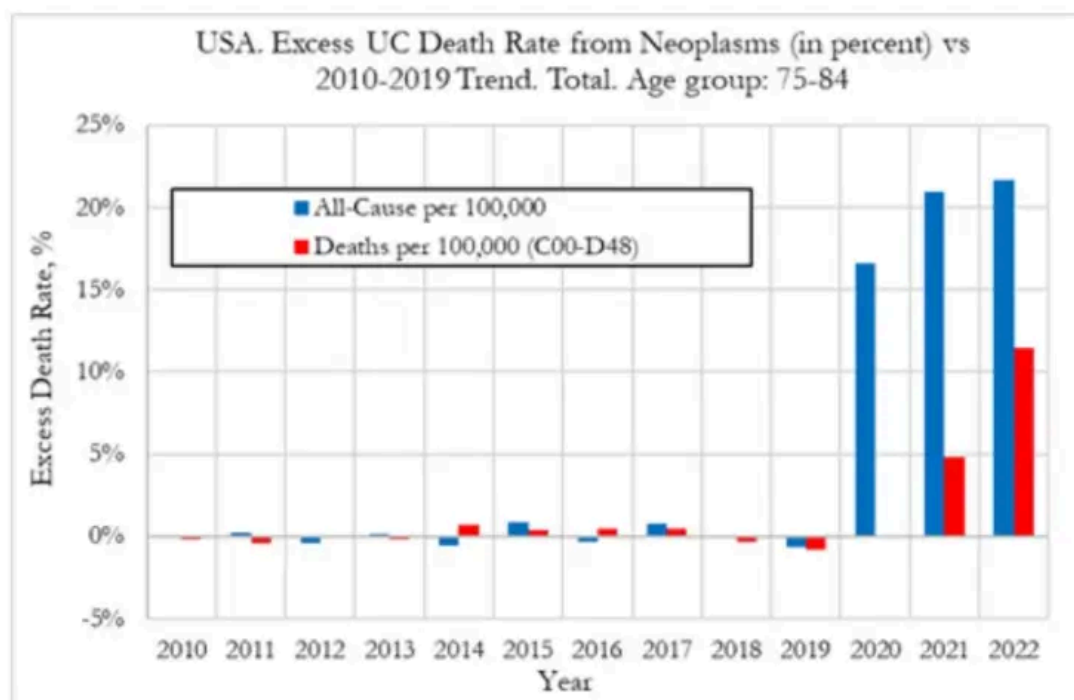 USA. Excess UC Death Rate from Neoplasms (in percent) vs
2010-2019 Trend. Total. Age group: 75-84
25%
20%
15%
10%
5%
0%
-5%
Excess Death Rate, %
All-Cause per 100,000
Deaths per 100,000 (C00-D48)
2010 2011 2012 2013 2014 2015 2016 2017 2018 2019 2020 2021 2022
Year